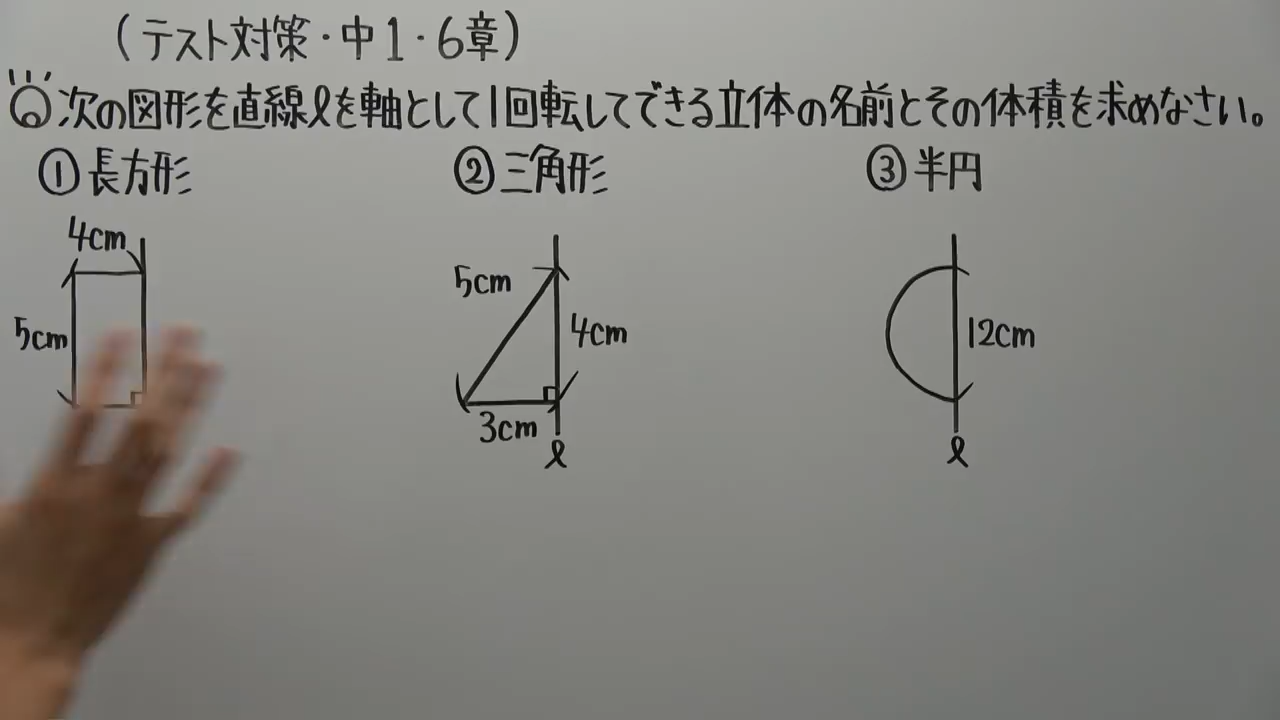 (テスト対策・中1・6章)
Q 次の図形を直線ℓを軸として1回転してできる立体の名前とその体積を求めなさい。
①長方形
②三角形
③半円
4cm
5cm
5cm
4cm
3cm
ℓ
12cm
ℓ